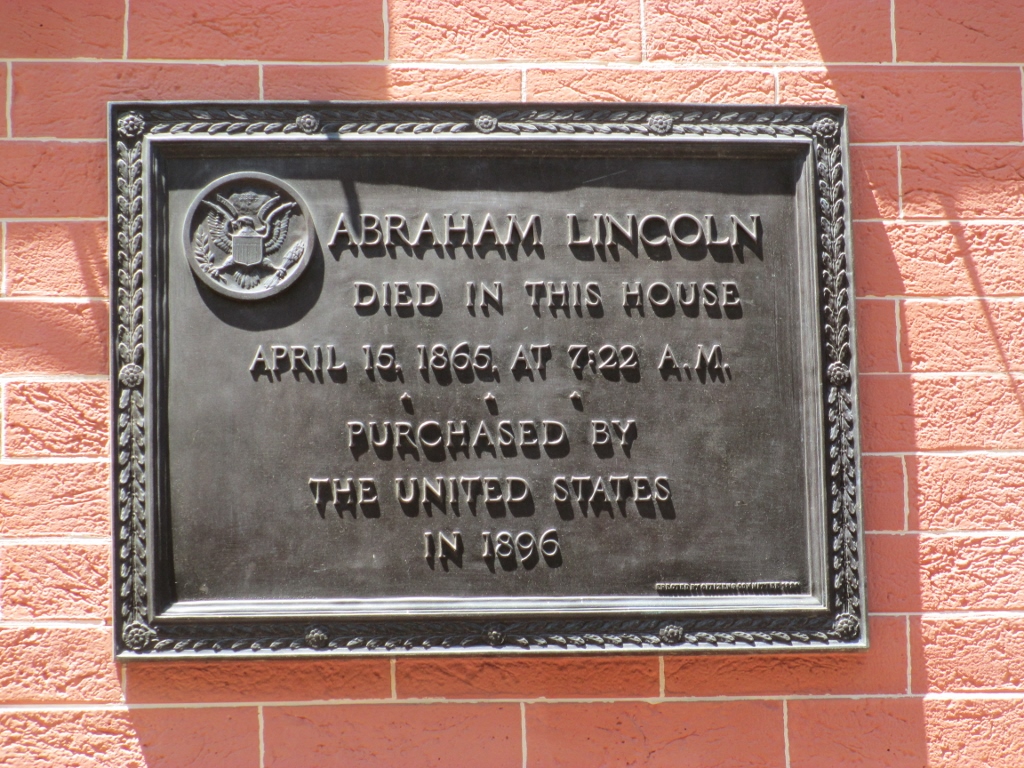 ABRAHAM LINCOLN
DIED IN THIS HOUSE
APRIL 15, 1865, AT 7:22 A.M.
PURCHASED BY
THE UNITED STATES
IN 1896